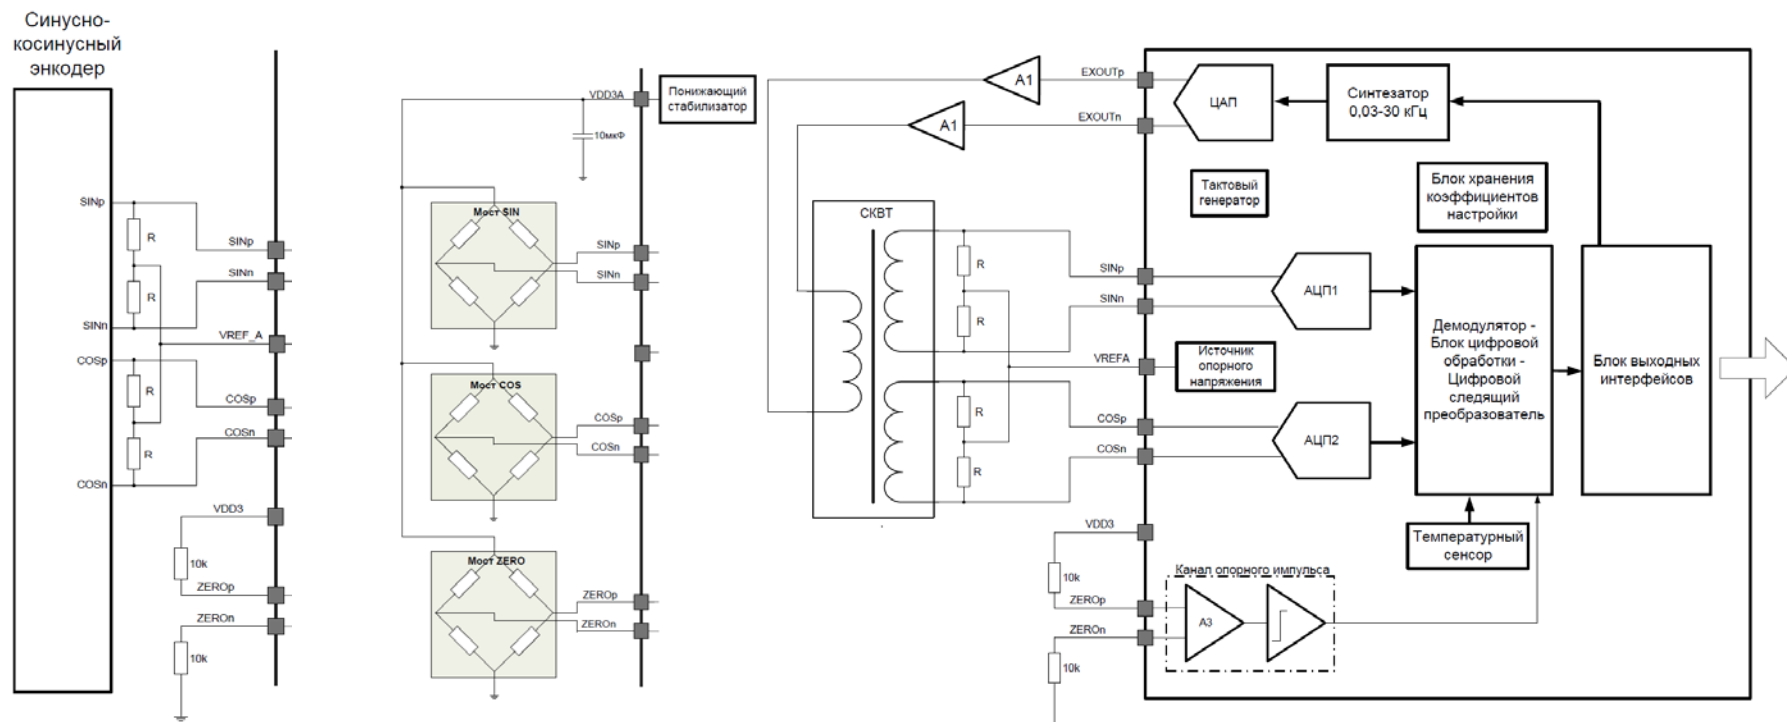 Синусно-
косинусный
энкодер
SINp
R
SINp
SINn
R
SINn
VREF_A
COSp
R
COSp
COSn
R
COSn
VDD3
10k
ZEROp
ZEROn
10k
VDD3A
Понижающий
стабилизатор
10мкФ
Мост SIN
SINp
SINn
Мост COS
COSp
COSn
Мост ZERO
ZEROp
ZEROn
A1
EXOUTp
A1
EXOUTn
ЦАП
Синтезатор
0,03-30 кГц
Тактовый
генератор
Блок хранения
коэффициентов
настройки
СКВТ
R
SINp
SINn
R
АЦП1
VREFA
Источник
опорного
напряжения
R
COSp
COSn
R
АЦП2
Демодулятор -
Блок цифровой
обработки -
Цифровой
следящий
преобразователь
Блок выходных
интерфейсов
Температурный
сенсор
VDD3
10k
ZEROp
ZEROn
10k
Канал опорного импульса
A3